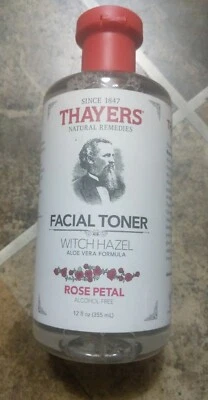 SINCE 1847
THAYERS
NATURAL REMEDIES
FACIAL TONER
WITCH HAZEL
ALOE VERA FORMULA
ROSE PETAL
ALCOHOL FREE
12 fl oz (355 mL)